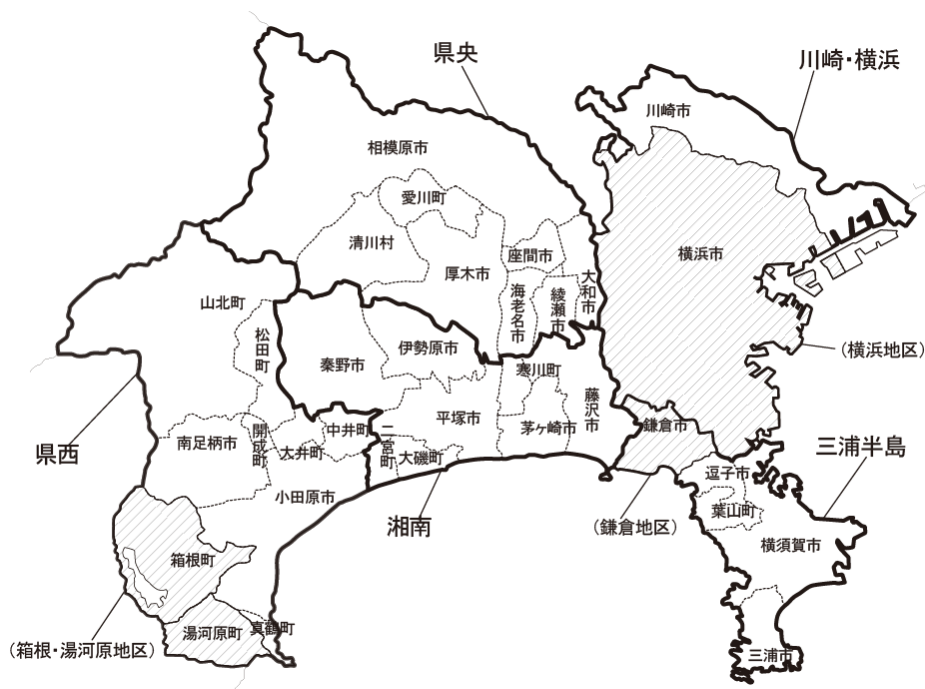 県央
川崎・横浜
川崎市
相模原市
愛川町
清川村
座間市
横浜市
厚木市
大和市
海老名市
綾瀬市
山北町
松田町
(横浜地区)
伊勢原市
秦野市
寒川町
藤沢市
県西
南足柄市
開成町
中井町
大井町
二宮町
平塚市
大磯町
茅ヶ崎市
鎌倉市
三浦半島
逗子市
小田原市
湘南
(鎌倉地区)
葉山町
横須賀市
箱根町
湯河原町
真鶴町
(箱根・湯河原地区)
三浦市